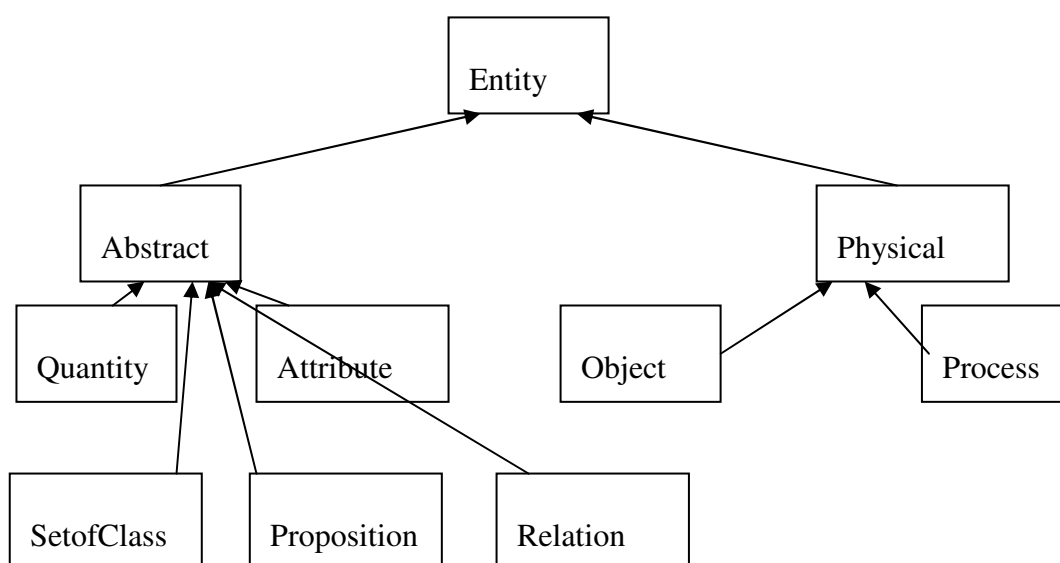 Entity
Abstract
Physical
Quantity
Attribute
Object
Process
SetofClass
Proposition
Relation